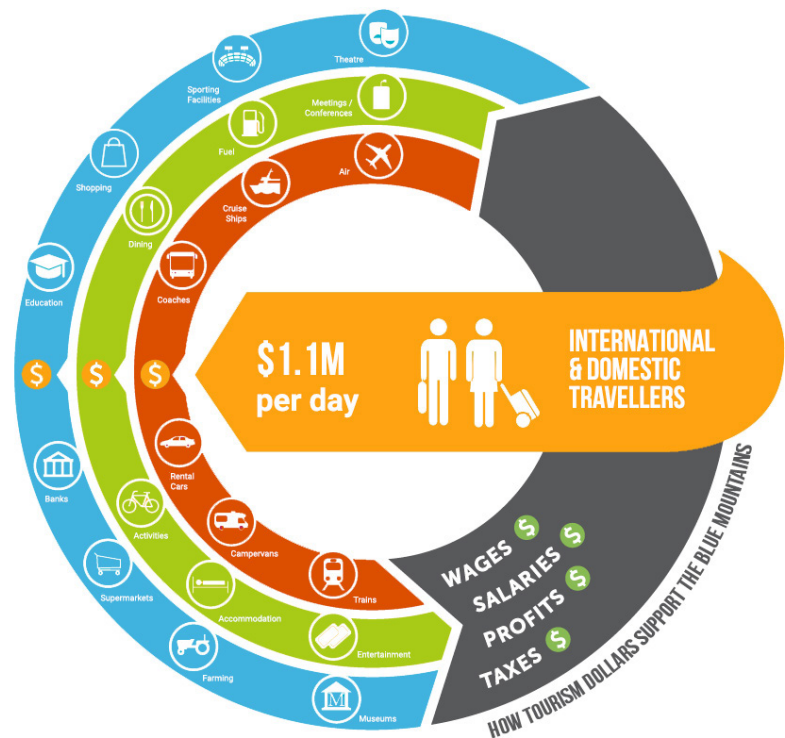 Theatre
Sporting
Facilities
Shopping
Education
$
Banks
Supermarkets
Farming
M
Museums
Meetings /
Conferences
Fuel
Dining
$
Activities
Accommodation
Entertainment
Air
Cruise
Ships
Coaches
$
Rental
Cars
Campervans
Trains
$1.1M
per day
INTERNATIONAL
& DOMESTIC
TRAVELLERS
WAGES $
SALARIES $
PROFITS $
TAXES $
HOW TOURISM DOLLARS SUPPORT THE BLUE MOUNTAINS